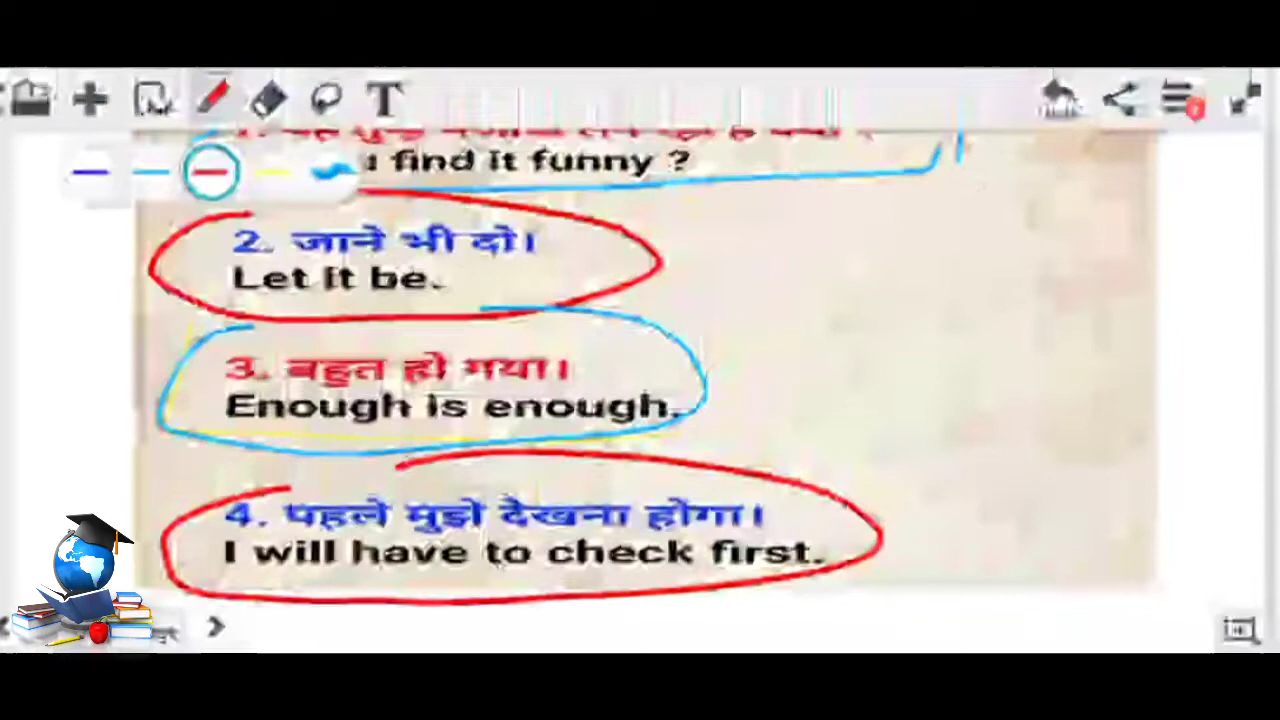 find it funny ?
2. जाने भी दो।
Let it be.
3. बहुत हो गया।
Enough is enough.
4. पहले मुझे देखना होगा।
I will have to check first.